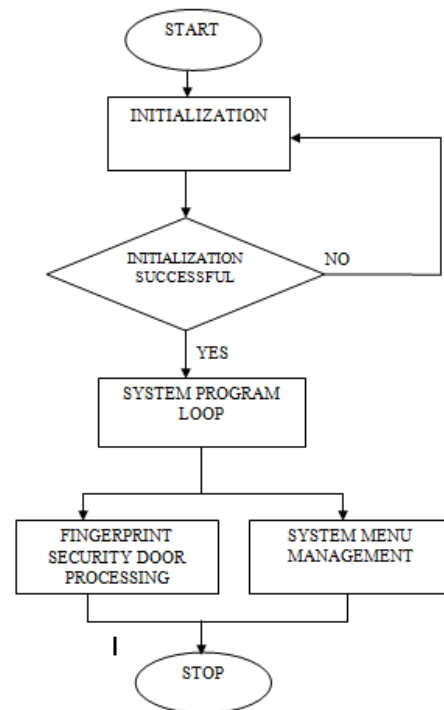 START
INITIALIZATION
INITIALIZATION
SUCCESSFUL
NO
YES
SYSTEM PROGRAM
LOOP
FINGERPRINT
SECURITY DOOR
PROCESSING
SYSTEM MENU
MANAGEMENT
STOP